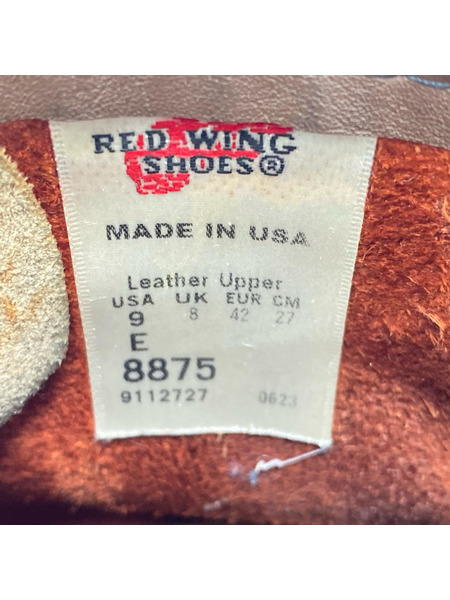 RED WING
SHOES®
MADE IN USA
Leather Upper
USA UK EUR CM
9 8 42 27
E
8875
9112727 0623